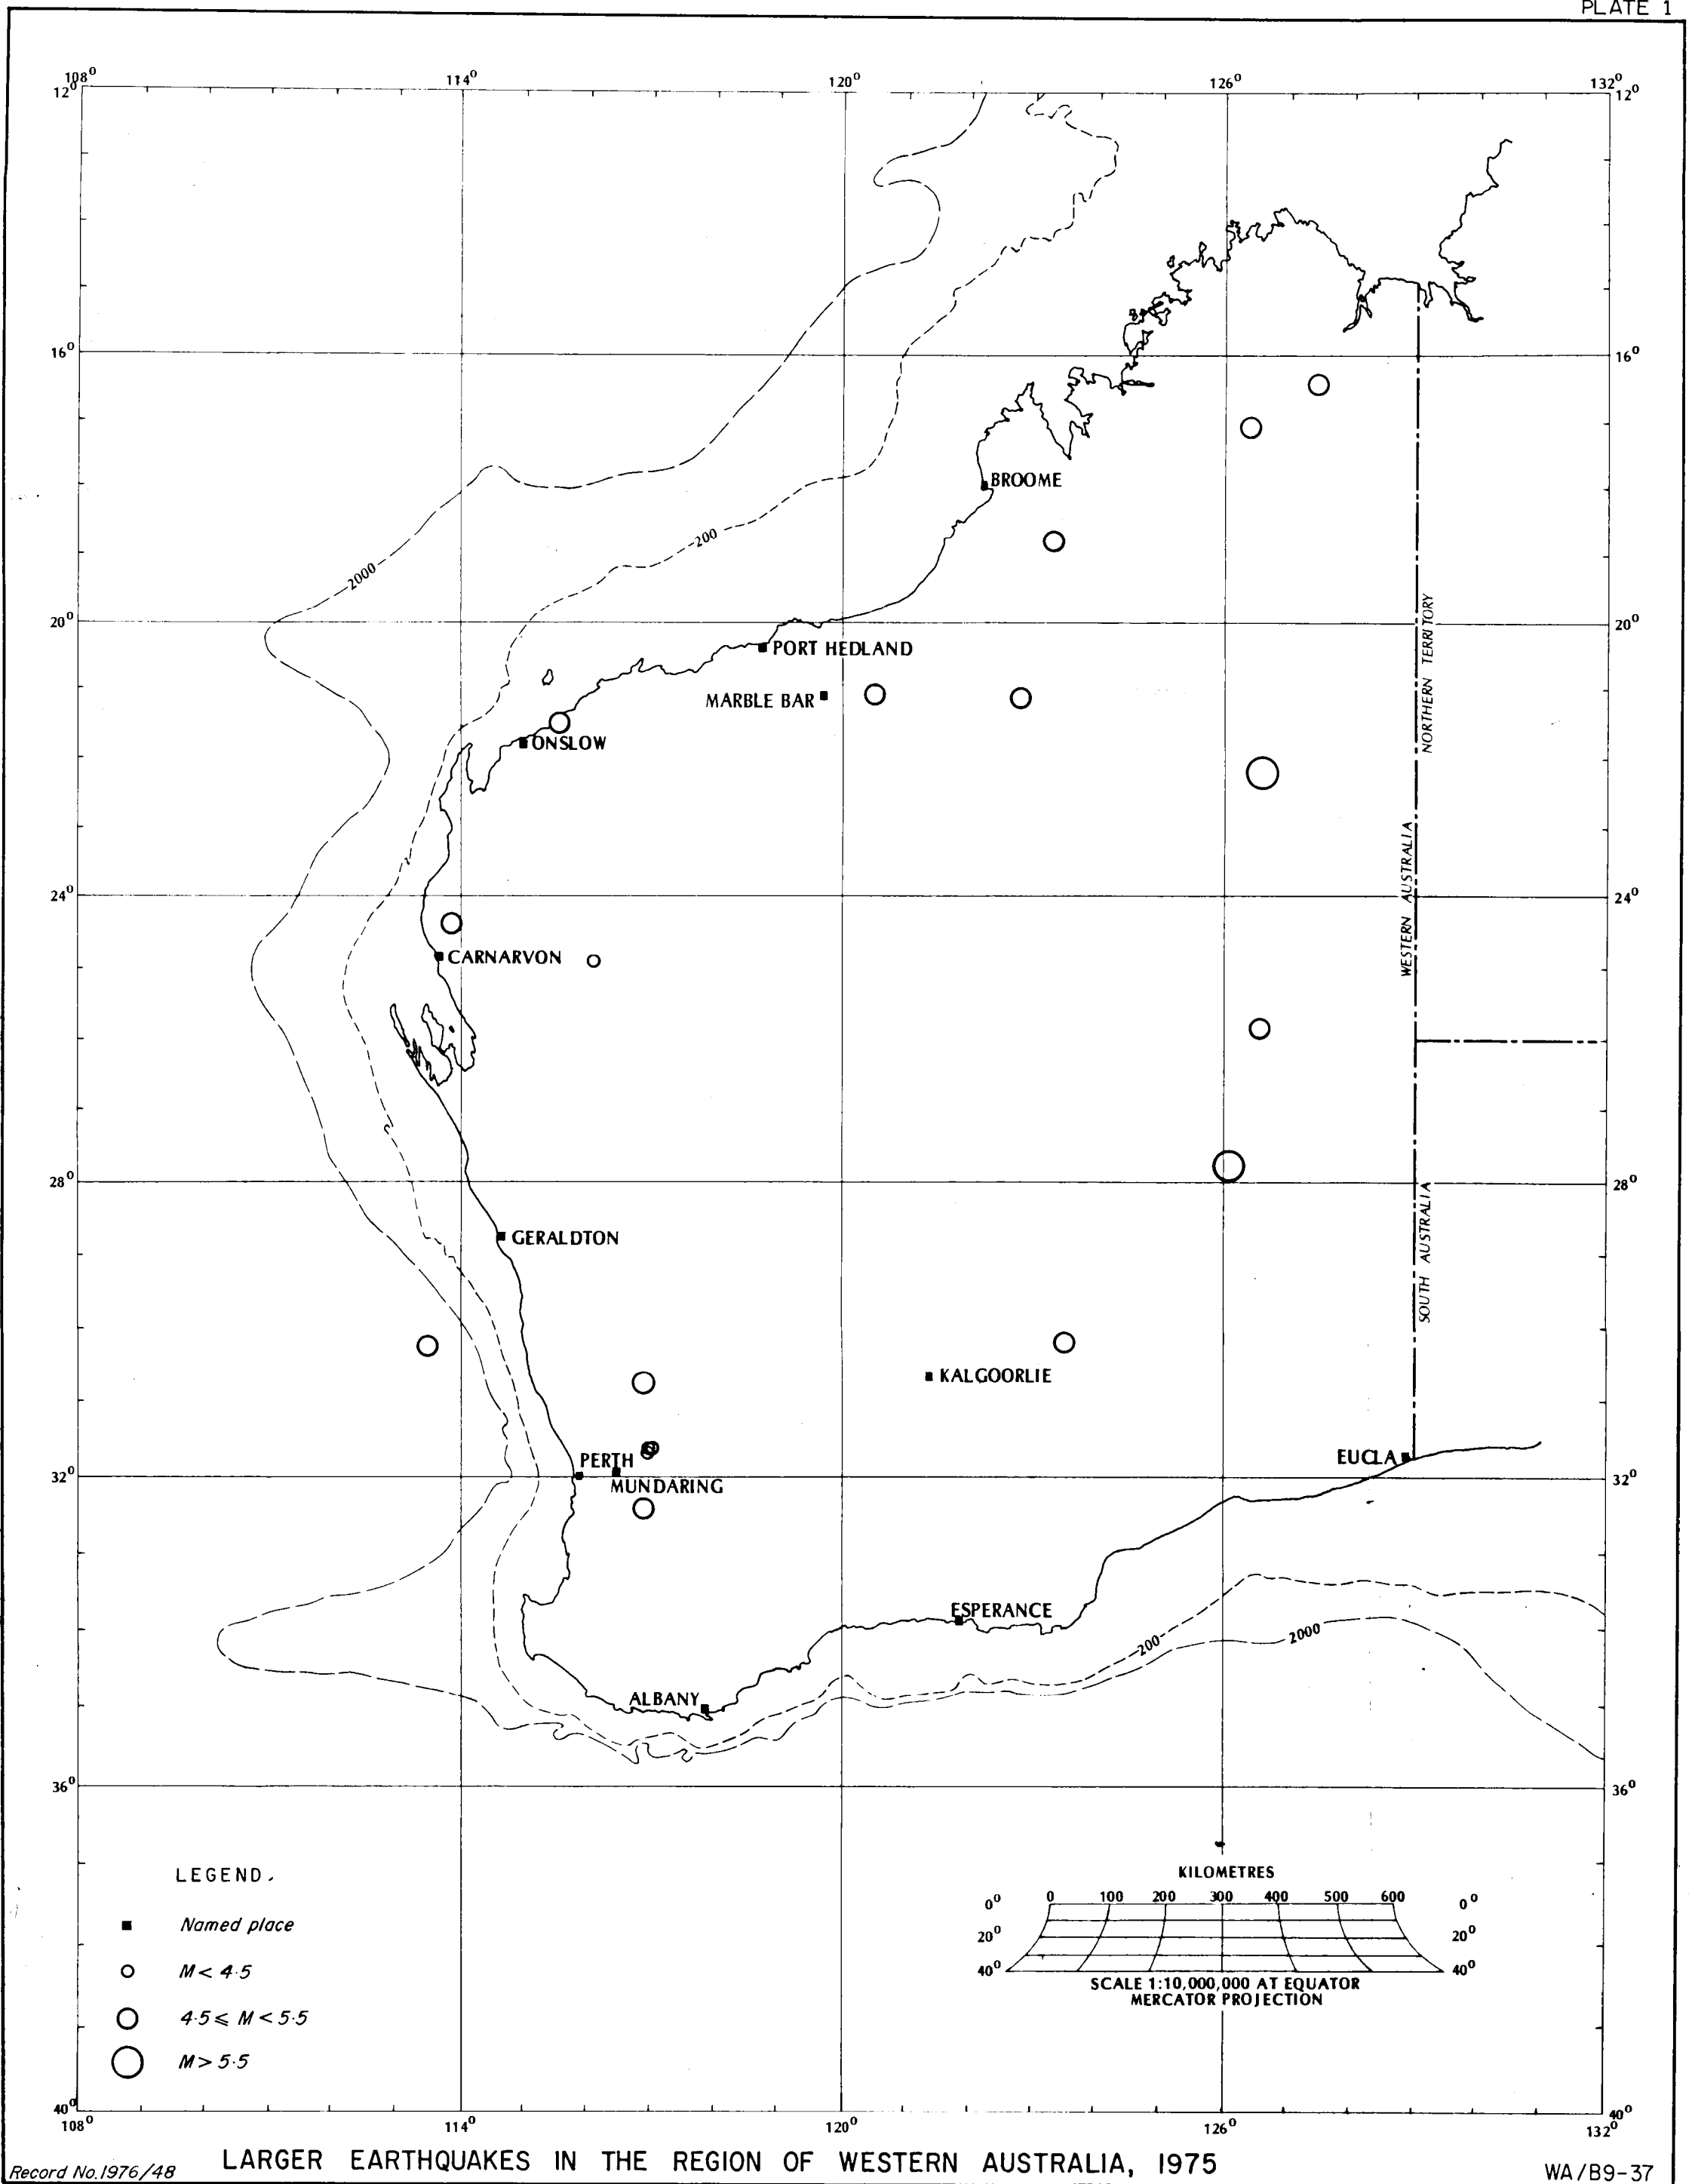 PLATE 1
108° 114° 120° 126° 132°
12° 12°
16° 16°
BROOME
200
2000
20° 20°
NORTHERN TERRITORY
PORT HEDLAND
MARBLE BAR
ONSLOW
WESTERN AUSTRALIA
24° 24°
CARNARVON
28° 28°
SOUTH AUSTRALIA
GERALDTON
KALGOORLIE
PERTH
EUCLA
32° 32°
MUNDARING
ESPERANCE
200
2000
ALBANY
36° 36°
LEGEND.
Named place
M < 4·5
4·5 ⩽ M < 5·5
M > 5·5
KILOMETRES
0 100 200 300 400 500 600
0° 0°
20° 20°
40° 40°
SCALE 1:10,000,000 AT EQUATOR
MERCATOR PROJECTION
40° 40°
108° 114° 120° 126° 132°
LARGER EARTHQUAKES IN THE REGION OF WESTERN AUSTRALIA, 1975
Record No. 1976/48
WA/B9-37